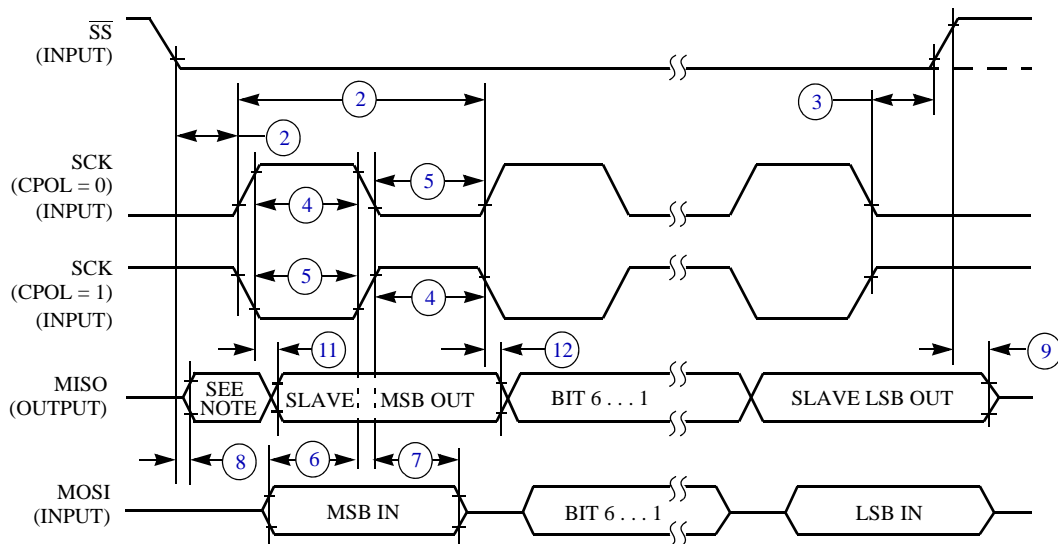 SS
(INPUT)
2
3
2
SCK
(CPOL = 0)
(INPUT)
5
4
SCK
(CPOL = 1)
(INPUT)
5
4
11
12
9
MISO
(OUTPUT)
SEE
NOTE
SLAVE MSB OUT
BIT 6 . . . 1
SLAVE LSB OUT
8
6
7
MOSI
(INPUT)
MSB IN
BIT 6 . . . 1
LSB IN